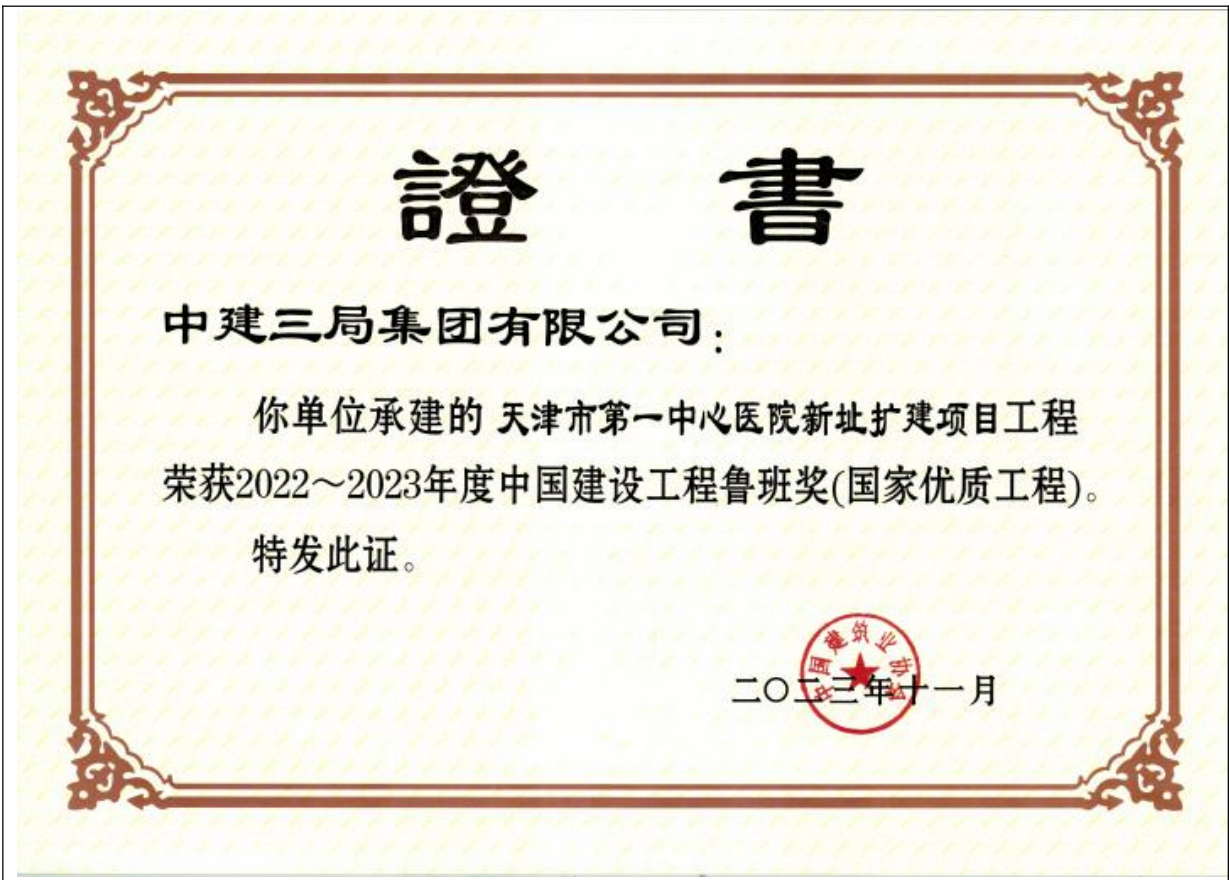 證 書
中建三局集团有限公司：
你单位承建的 天津市第一中心医院新址扩建项目工程
荣获2022～2023年度中国建设工程鲁班奖(国家优质工程)。
特发此证。
中国建筑业协会
二〇二三年十一月